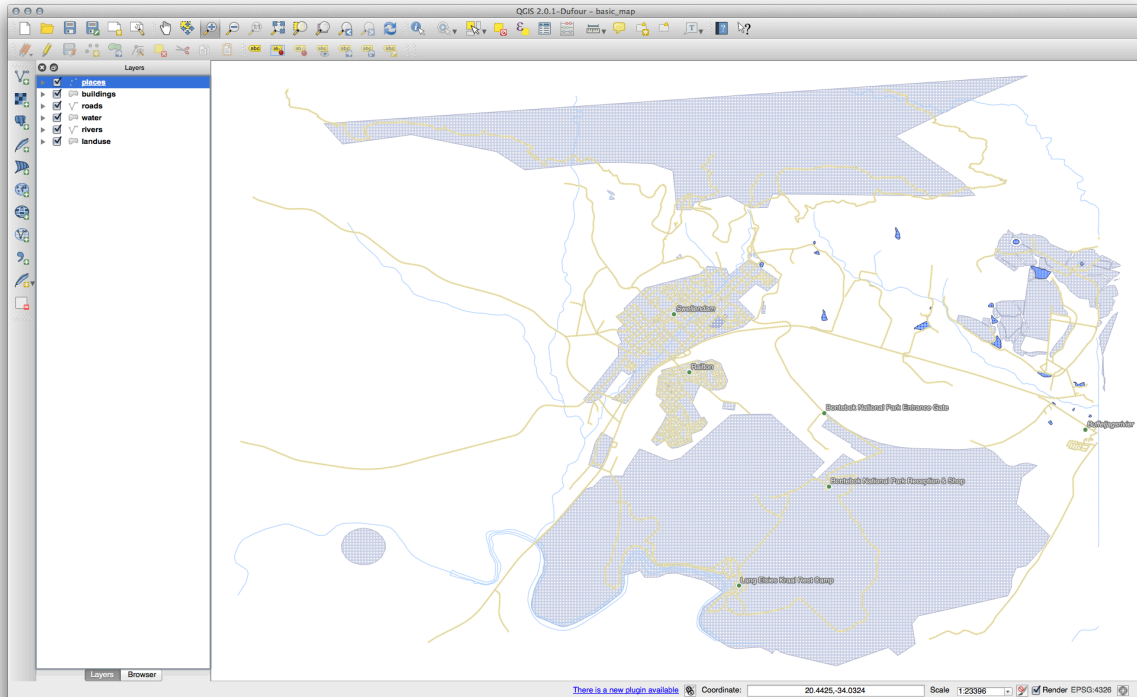 QGIS 2.0.1-Dufour - basic_map
Layers
places
buildings
roads
water
rivers
landuse
Swellendam
Railton
Bontebok National Park Entrance Gate
Buffeljagsrivier
Bontebok National Park Reception & Shop
Lang Elsies Kraal Rest Camp
Layers
Browser
There is a new plugin available
Coordinate:
20.4425,-34.0324
Scale
1:23396
Render
EPSG:4326